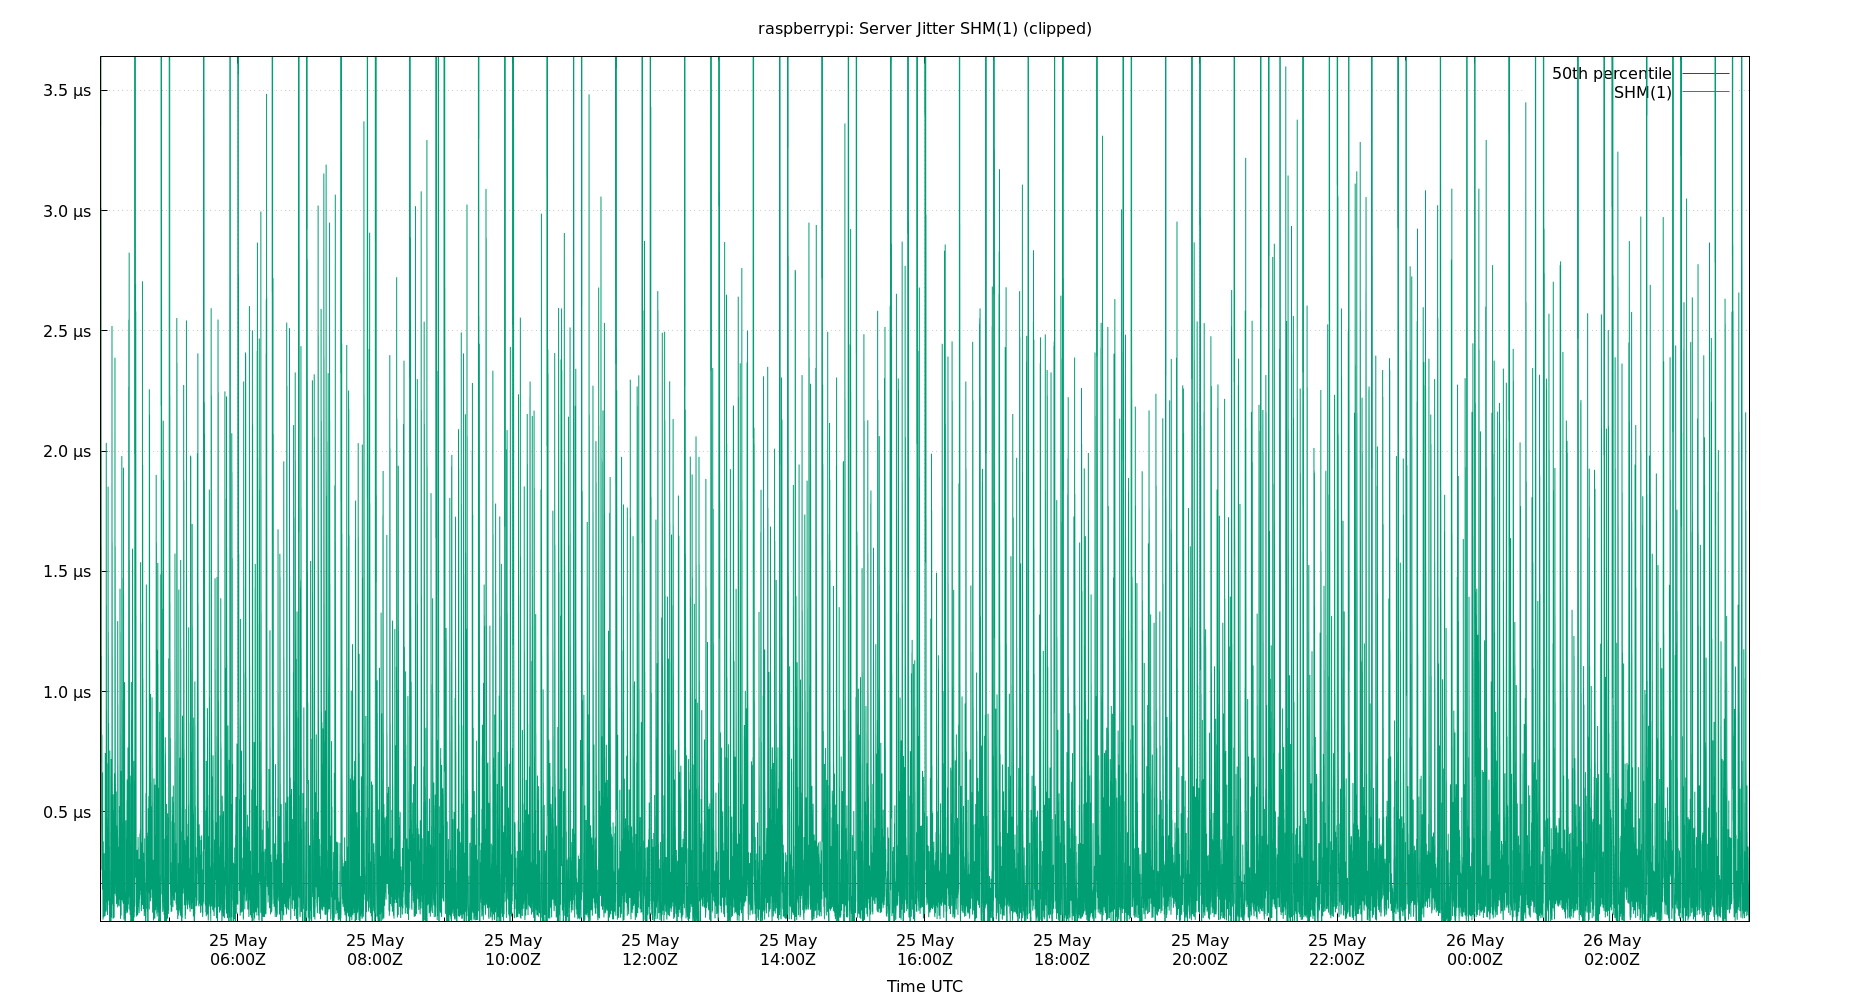 raspberrypi: Server Jitter SHM(1) (clipped)
50th percentile
SHM(1)
3.5 µs
3.0 µs
2.5 µs
2.0 µs
1.5 µs
1.0 µs
0.5 µs
25 May 25 May 25 May 25 May 25 May 25 May 25 May 25 May 25 May 26 May 26 May
06:00Z 08:00Z 10:00Z 12:00Z 14:00Z 16:00Z 18:00Z 20:00Z 22:00Z 00:00Z 02:00Z
Time UTC